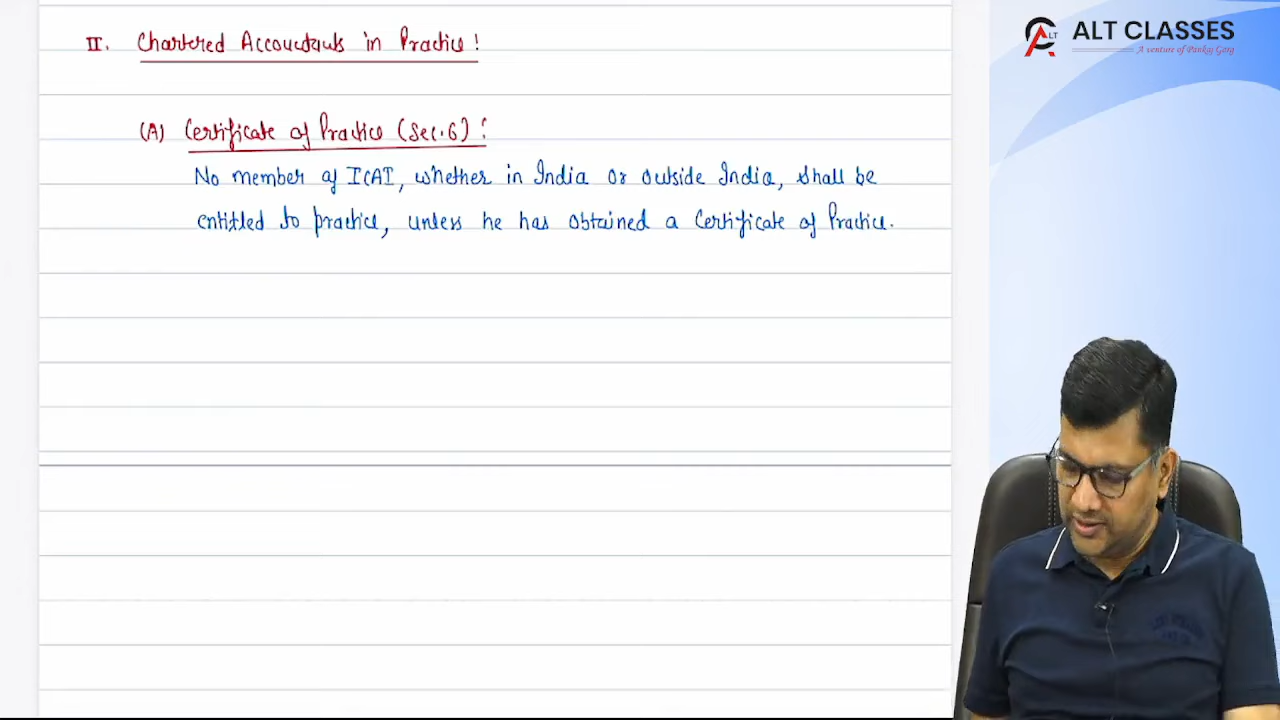 II. Chartered Accountants in Practice:
ALT CLASSES
A venture of Pankaj Garg
(A) Certificate of Practice (Sec. 6):
No member of ICAI, whether in India or outside India, shall be
entitled to practice, unless he has obtained a Certificate of Practice.